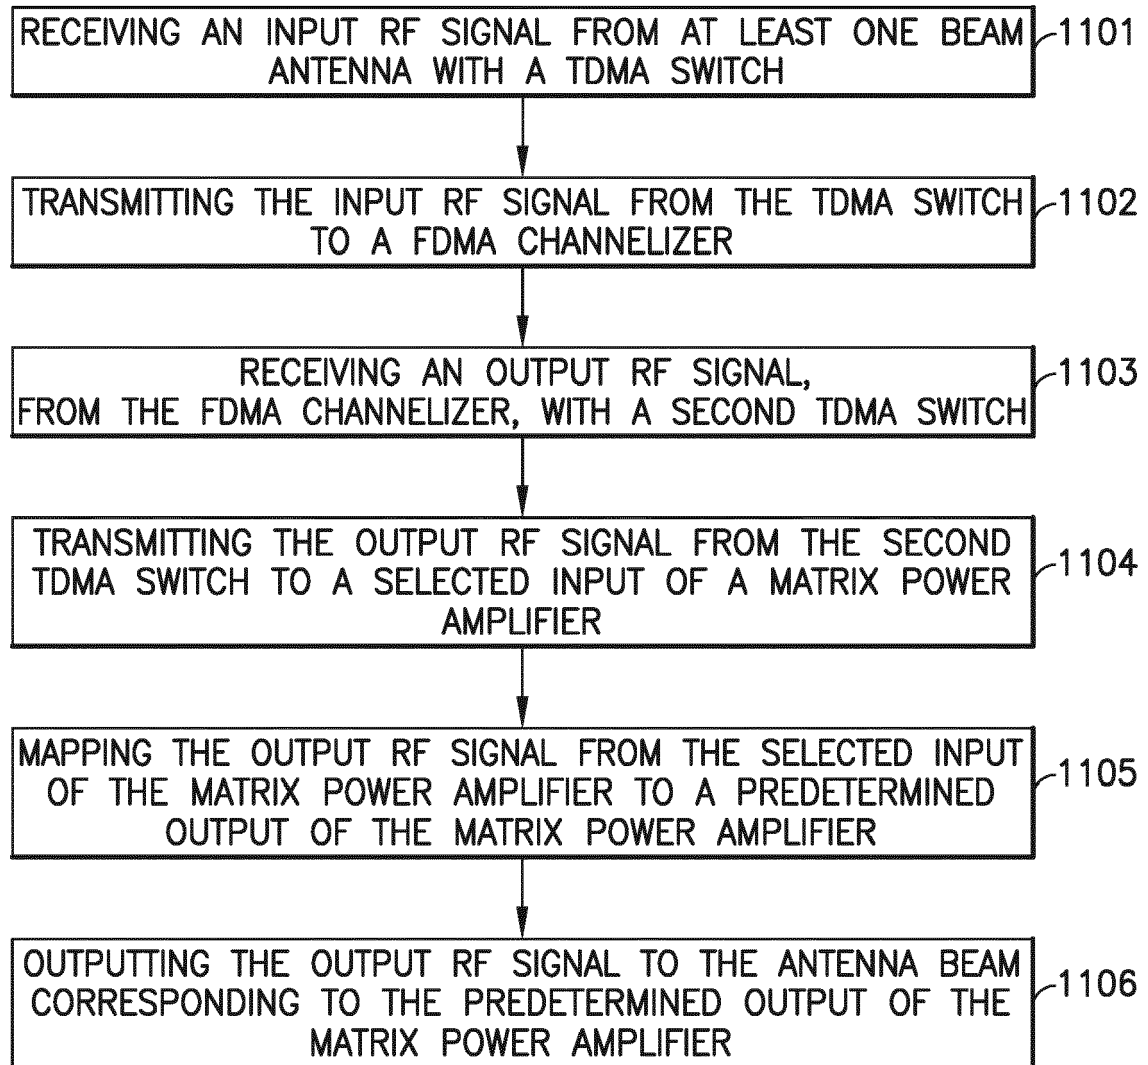 RECEIVING AN INPUT RF SIGNAL FROM AT LEAST ONE BEAM
ANTENNA WITH A TDMA SWITCH
1101
TRANSMITTING THE INPUT RF SIGNAL FROM THE TDMA SWITCH
TO A FDMA CHANNELIZER
1102
RECEIVING AN OUTPUT RF SIGNAL,
FROM THE FDMA CHANNELIZER, WITH A SECOND TDMA SWITCH
1103
TRANSMITTING THE OUTPUT RF SIGNAL FROM THE SECOND
TDMA SWITCH TO A SELECTED INPUT OF A MATRIX POWER
AMPLIFIER
1104
MAPPING THE OUTPUT RF SIGNAL FROM THE SELECTED INPUT
OF THE MATRIX POWER AMPLIFIER TO A PREDETERMINED
OUTPUT OF THE MATRIX POWER AMPLIFIER
1105
OUTPUTTING THE OUTPUT RF SIGNAL TO THE ANTENNA BEAM
CORRESPONDING TO THE PREDETERMINED OUTPUT OF THE
MATRIX POWER AMPLIFIER
1106